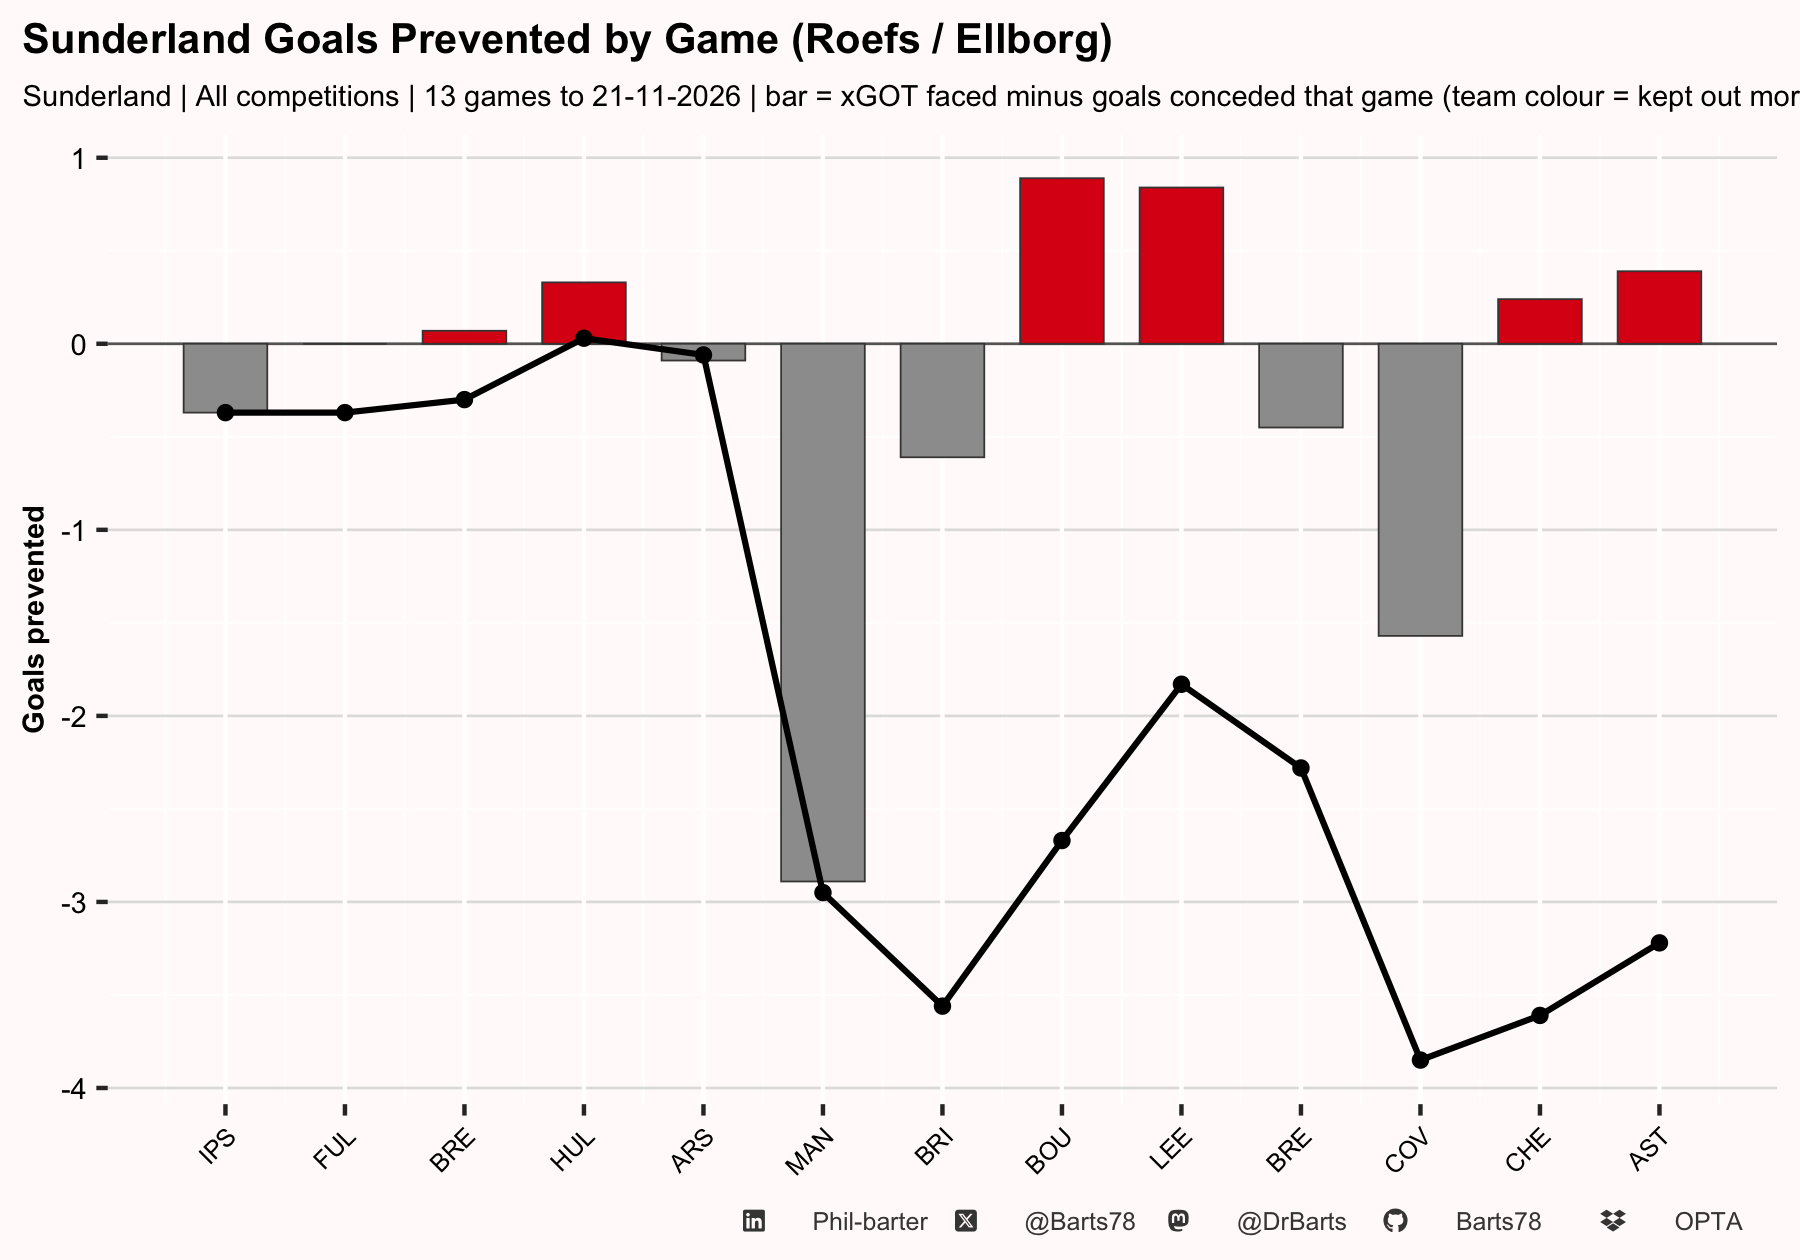 Sunderland Goals Prevented by Game (Roefs / Ellborg)
Sunderland | All competitions | 13 games to 21-11-2026 | bar = xGOT faced minus goals conceded that game (team colour = kept out mor
Goals prevented
1
0
-1
-2
-3
-4
IPS FUL BRE HUL ARS MAN BRI BOU LEE BRE COV CHE AST
Phil-barter @Barts78 @DrBarts Barts78 OPTA